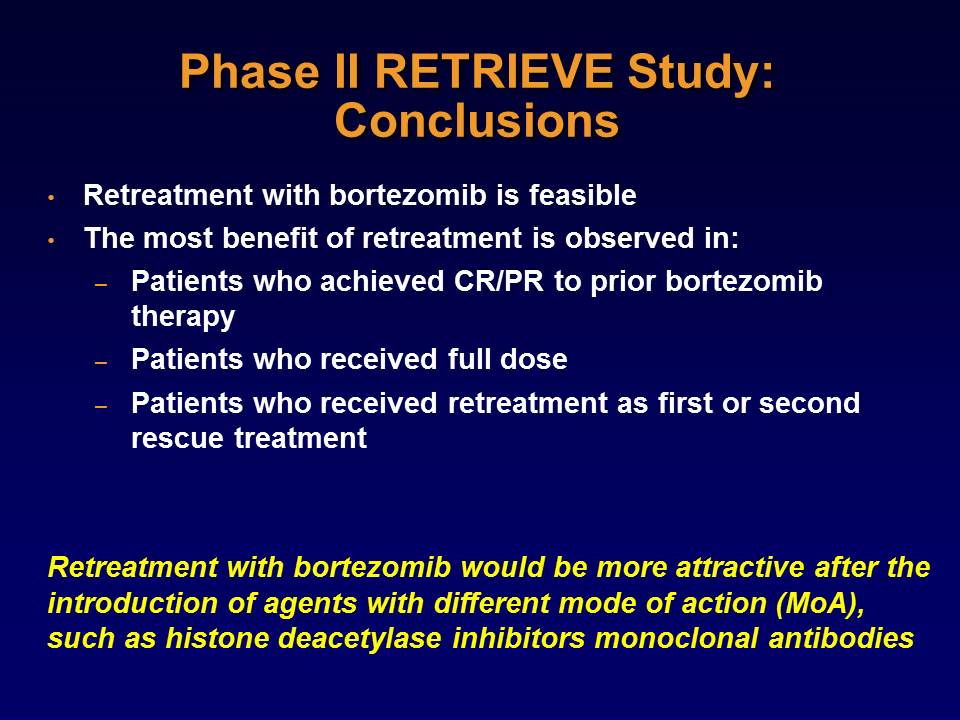 Phase II RETRIEVE Study:
Conclusions
• Retreatment with bortezomib is feasible
• The most benefit of retreatment is observed in:
– Patients who achieved CR/PR to prior bortezomib
therapy
– Patients who received full dose
– Patients who received retreatment as first or second
rescue treatment
Retreatment with bortezomib would be more attractive after the
introduction of agents with different mode of action (MoA),
such as histone deacetylase inhibitors monoclonal antibodies